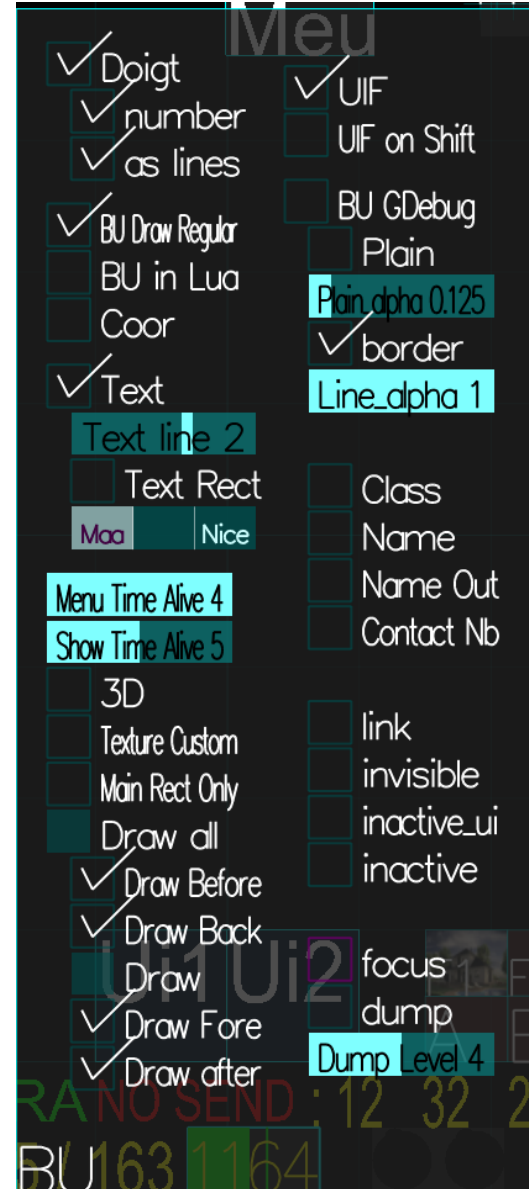 Meu
Doigt
number
as lines
BU Draw Regular
BU in Lua
Coor
Text
Text line 2
Text Rect
Maa Nice
Menu Time Alive 4
Show Time Alive 5
3D
Texture Custom
Main Rect Only
Draw all
Draw Before
Draw Back
Draw
Draw Fore
Draw after
UIF
UIF on Shift
BU GDebug
Plain
Plain_alpha 0.125
border
Line_alpha 1
Class
Name
Name Out
Contact Nb
link
invisible
inactive_ui
inactive
focus
dump
Dump Level 4
Ui1 Ui2
RA NO SEND : 12 32 2
/ 163 1164
BU